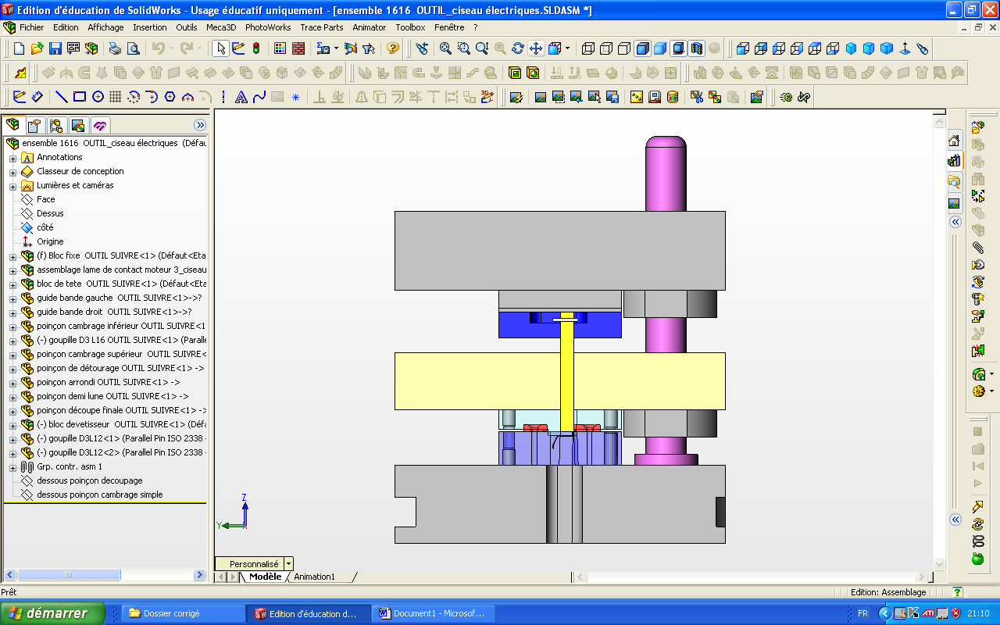 Edition d'éducation de SolidWorks - Usage éducatif uniquement - [ensemble 1616  OUTIL_ciseau électriques.SLDASM *]
Fichier Edition Affichage Insertion Outils Meca3D PhotoWorks Trace Parts Animator Toolbox Fenêtre ?
ensemble 1616  OUTIL_ciseau électriques  (Défau
Annotations
Classeur de conception
Lumières et caméras
Face
Dessus
côté
Origine
(f) Bloc fixe  OUTIL SUIVRE<1> (Défaut<Eta
assemblage lame de contact moteur 3_ciseau
bloc de tete  OUTIL SUIVRE<1> (Défaut<Eta
guide bande gauche  OUTIL SUIVRE<1>->?
guide bande droit  OUTIL SUIVRE<1>->?
poinçon cambrage inférieur OUTIL SUIVRE<1
(-) goupille D3 L16 OUTIL SUIVRE<1> (Paralle
poinçon cambrage supérieur  OUTIL SUIVRE<
poinçon de détourage OUTIL SUIVRE<1> ->
poinçon arrondi OUTIL SUIVRE<1> ->
poinçon demi lune OUTIL SUIVRE<1> ->
poinçon découpe finale OUTIL SUIVRE<1> ->
(-) bloc devetisseur  OUTIL SUIVRE<1> (Défa
(-) goupille D3L12<1> (Parallel Pin ISO 2338 -
(-) goupille D3L12<2> (Parallel Pin ISO 2338 -
Grp. contr. asm 1
dessous poinçon decoupage
dessous poinçon cambrage simple
Z
Y
Personnalisé
Modèle Animation1
Prêt
Edition: Assemblage
démarrer
Dossier corrigé
Edition d'éducation d...
Document1 - Microsof...
FR
21:10